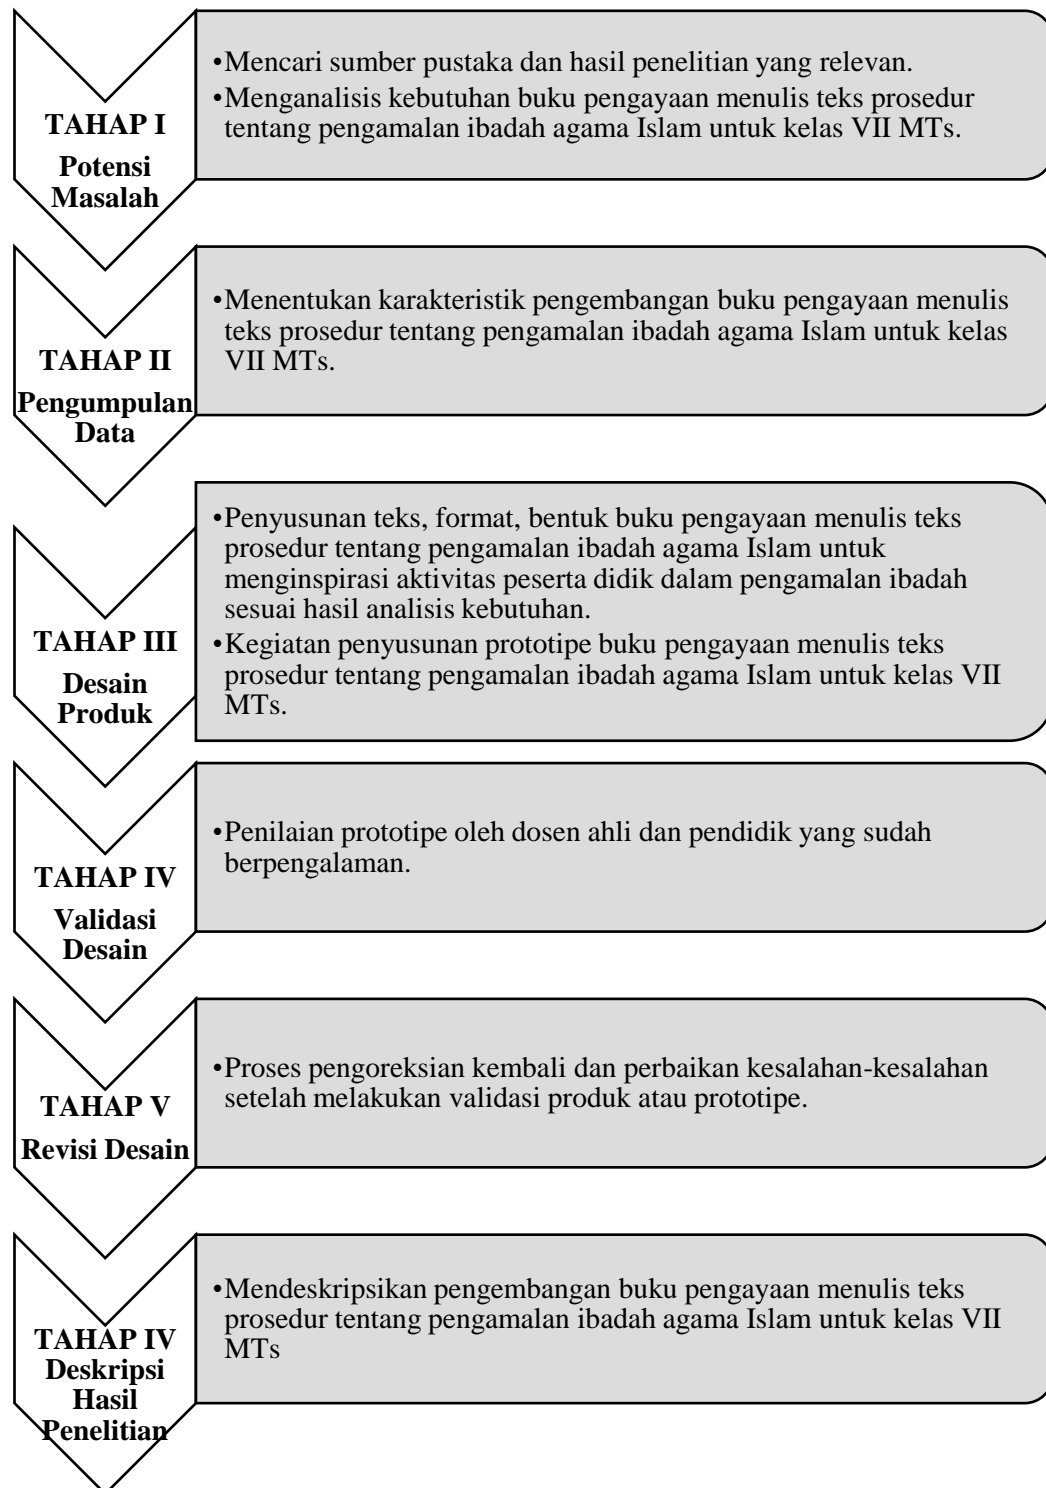 TAHAP I
Potensi
Masalah
•Mencari sumber pustaka dan hasil penelitian yang relevan.
•Menganalisis kebutuhan buku pengayaan menulis teks prosedur
tentang pengamalan ibadah agama Islam untuk kelas VII MTs.
TAHAP II
Pengumpulan
Data
•Menentukan karakteristik pengembangan buku pengayaan menulis
teks prosedur tentang pengamalan ibadah agama Islam untuk kelas
VII MTs.
TAHAP III
Desain
Produk
•Penyusunan teks, format, bentuk buku pengayaan menulis teks
prosedur tentang pengamalan ibadah agama Islam untuk
menginspirasi aktivitas peserta didik dalam pengamalan ibadah
sesuai hasil analisis kebutuhan.
•Kegiatan penyusunan prototipe buku pengayaan menulis teks
prosedur tentang pengamalan ibadah agama Islam untuk kelas VII
MTs.
TAHAP IV
Validasi
Desain
•Penilaian prototipe oleh dosen ahli dan pendidik yang sudah
berpengalaman.
TAHAP V
Revisi Desain
•Proses pengoreksian kembali dan perbaikan kesalahan-kesalahan
setelah melakukan validasi produk atau prototipe.
TAHAP IV
Deskripsi
Hasil
Penelitian
•Mendeskripsikan pengembangan buku pengayaan menulis teks
prosedur tentang pengamalan ibadah agama Islam untuk kelas VII
MTs